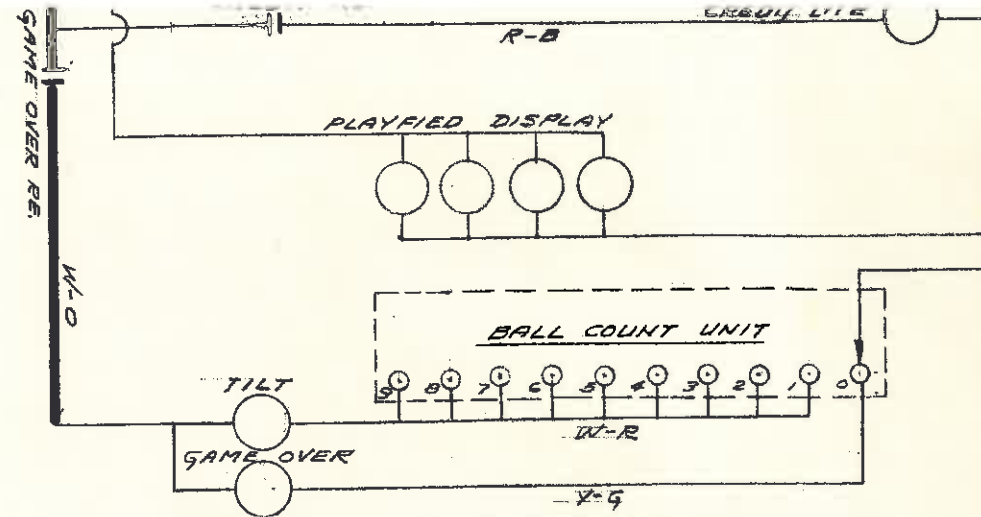 GAME OVER RE.
R-B
PLAYFIED DISPLAY
W-O
BALL COUNT UNIT
9 8 7 6 5 4 3 2 1 0
TILT
W-R
GAME OVER
Y-G